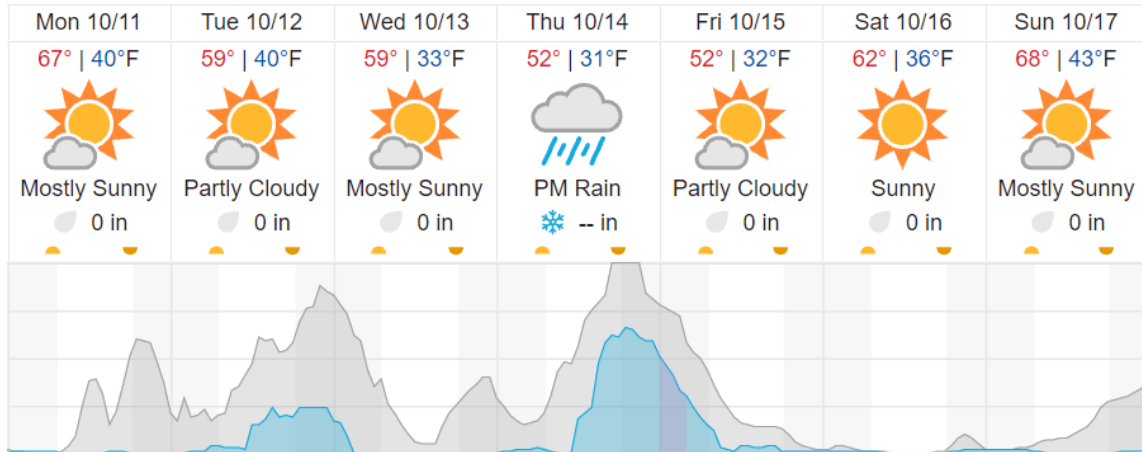 Mon 10/11 Tue 10/12 Wed 10/13 Thu 10/14 Fri 10/15 Sat 10/16 Sun 10/17
67° | 40°F 59° | 40°F 59° | 33°F 52° | 31°F 52° | 32°F 62° | 36°F 68° | 43°F
Mostly Sunny Partly Cloudy Mostly Sunny PM Rain Partly Cloudy Sunny Mostly Sunny
0 in 0 in 0 in -- in 0 in 0 in 0 in